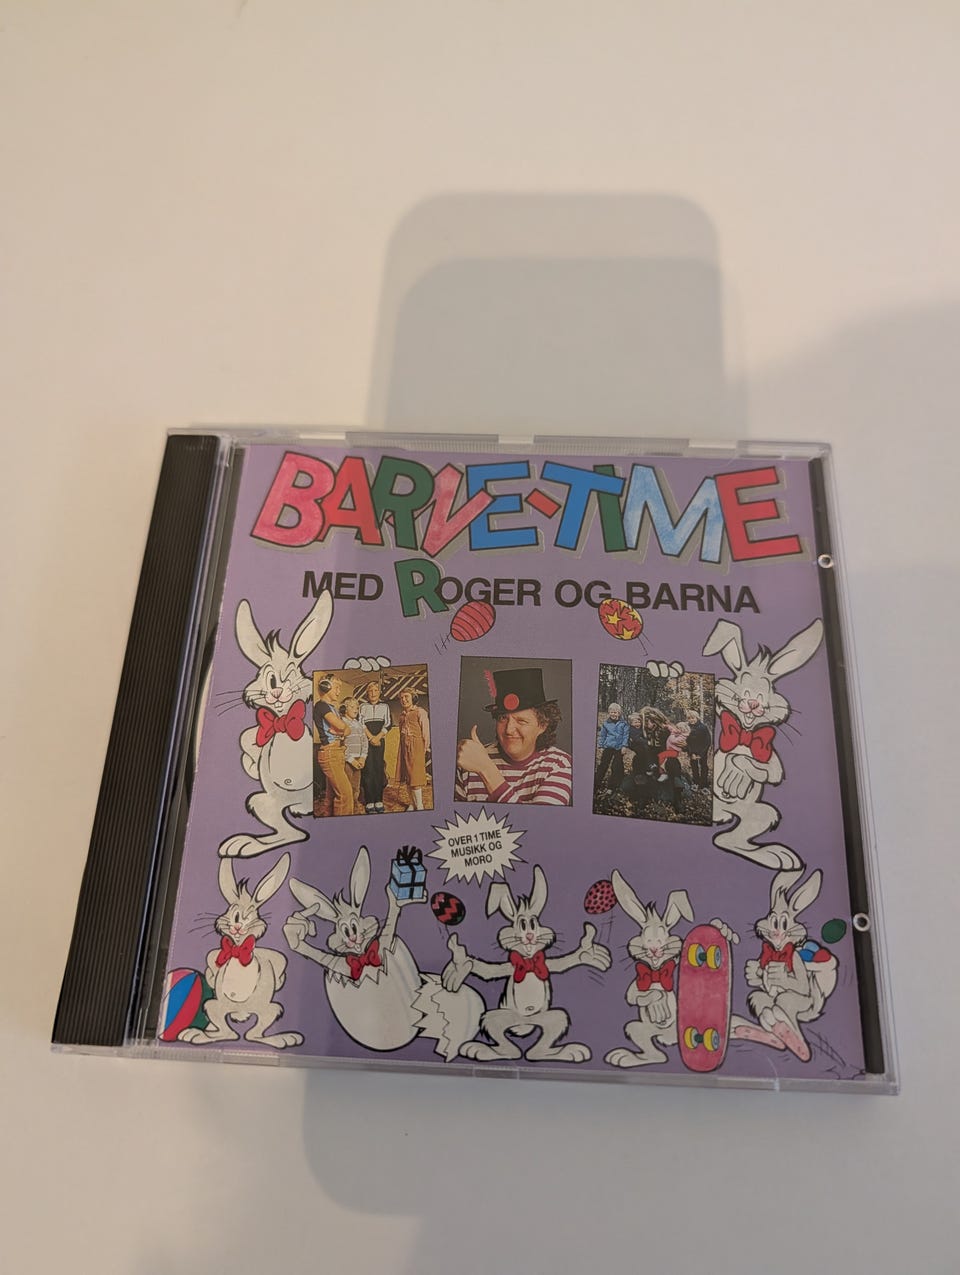 BARNE-TIME
MED ROGER OG BARNA
OVER 1 TIME
MUSIKK OG
MORO